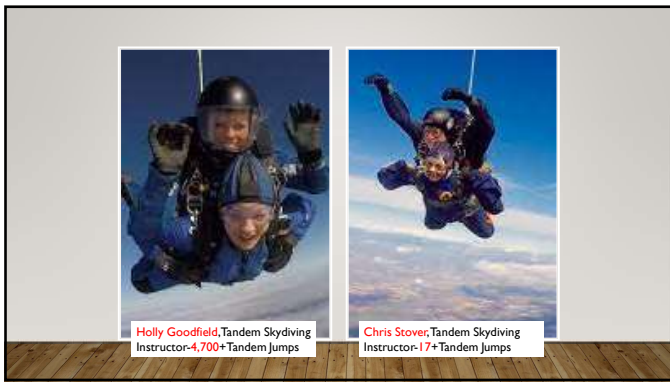 Holly Goodfield, Tandem Skydiving
Instructor-4,700+Tandem Jumps
Chris Stover, Tandem Skydiving
Instructor-17+Tandem Jumps